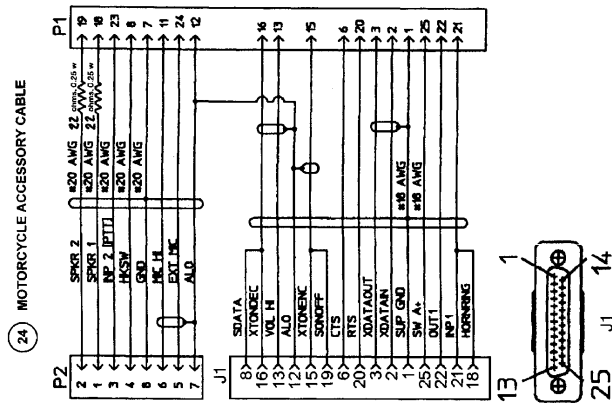 24 MOTORCYCLE ACCESSORY CABLE
P2
P1
2 SPKR 2 #20 AWG 22 ohms, 0.25 w 19
1 SPKR 1 #20 AWG 22 ohms, 0.25 w 18
3 INP 2 [PTT] #20 AWG 23
4 HKSW #20 AWG 8
8 GND #20 AWG 7
6 MIC HI 11
5 EXT MIC 24
7 ALO 12
J1
8 SDATA
16 XTONDEC 16
13 VOL HI 13
12 ALO
15 XTONENC 15
19 SONOFF
6 CTS 6
20 RTS 20
3 XDATAOUT 3
2 XDATAIN 2
1 SUP GND #16 AWG 1
25 SW A+ #16 AWG 25
22 OUT1 22
21 INP1 21
18 HORNRING
13 1
25 14
J1